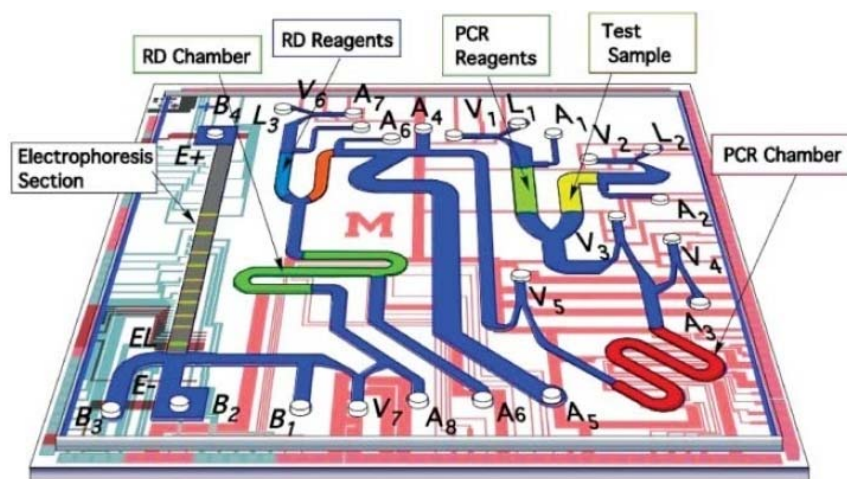 RD Chamber
RD Reagents
PCR
Reagents
Test
Sample
Electrophoresis
Section
PCR Chamber
B4
L3
V6
A7
A6
A4
V1
L1
A1
V2
L2
E+
M
A2
V3
V4
V5
A3
EL
E-
B3
B2
B1
V7
A8
A6
A5